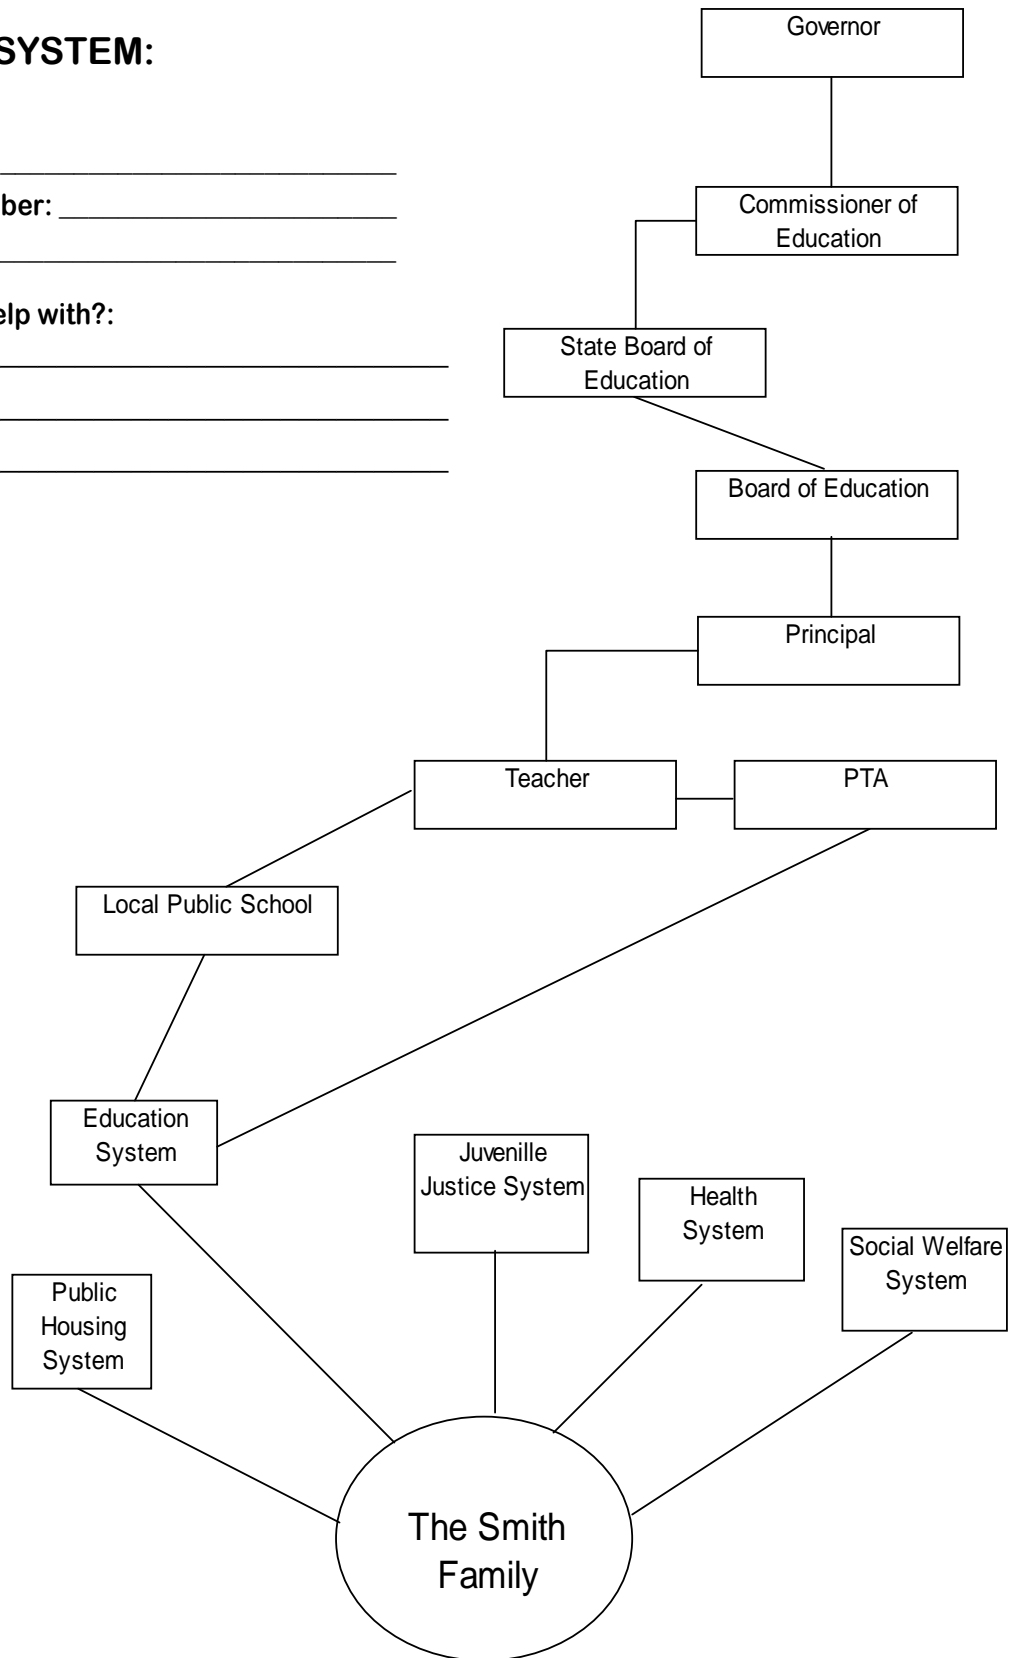 SYSTEM:
Governor
Commissioner of
Education
State Board of
Education
Board of Education
Principal
Teacher
PTA
Local Public School
Education
System
Juvenille
Justice System
Health
System
Social Welfare
System
Public
Housing
System
The Smith
Family
ber: 
elp with?: